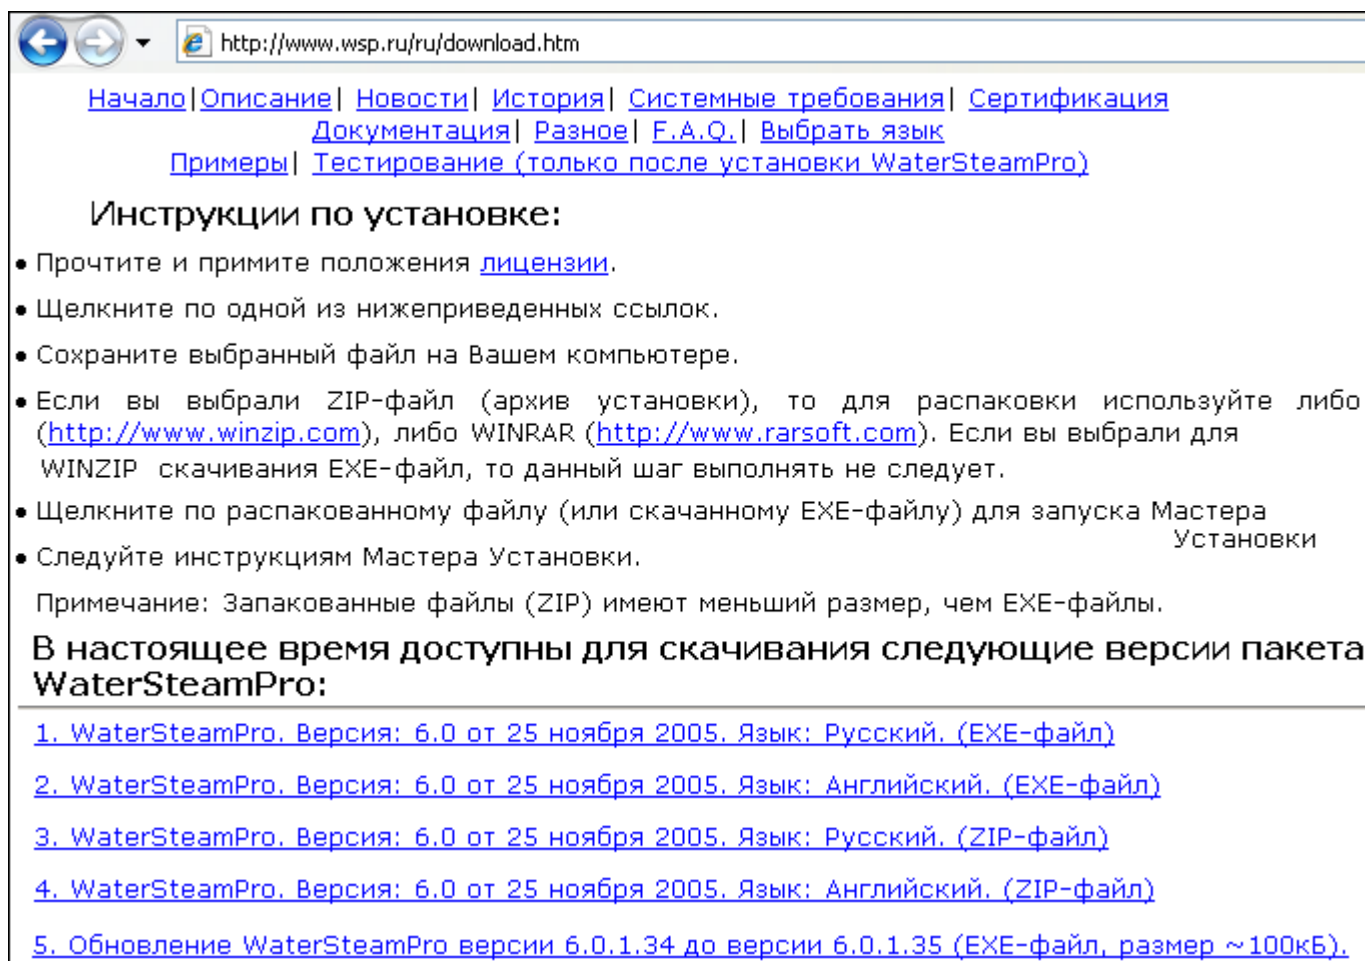 http://www.wsp.ru/ru/download.htm
Начало|Описание| Новости| История| Системные требования| Сертификация
Документация| Разное| F.A.Q.| Выбрать язык
Примеры| Тестирование (только после установки WaterSteamPro)
Инструкции по установке:
• Прочтите и примите положения лицензии.
• Щелкните по одной из нижеприведенных ссылок.
• Сохраните выбранный файл на Вашем компьютере.
• Если вы выбрали ZIP-файл (архив установки), то для распаковки используйте либо
(http://www.winzip.com), либо WINRAR (http://www.rarsoft.com). Если вы выбрали для
WINZIP скачивания EXE-файл, то данный шаг выполнять не следует.
• Щелкните по распакованному файлу (или скачанному EXE-файлу) для запуска Мастера
Установки
• Следуйте инструкциям Мастера Установки.
Примечание: Запакованные файлы (ZIP) имеют меньший размер, чем EXE-файлы.
В настоящее время доступны для скачивания следующие версии пакета
WaterSteamPro:
1. WaterSteamPro. Версия: 6.0 от 25 ноября 2005. Язык: Русский. (EXE-файл)
2. WaterSteamPro. Версия: 6.0 от 25 ноября 2005. Язык: Английский. (EXE-файл)
3. WaterSteamPro. Версия: 6.0 от 25 ноября 2005. Язык: Русский. (ZIP-файл)
4. WaterSteamPro. Версия: 6.0 от 25 ноября 2005. Язык: Английский. (ZIP-файл)
5. Обновление WaterSteamPro версии 6.0.1.34 до версии 6.0.1.35 (EXE-файл, размер ~100кБ).